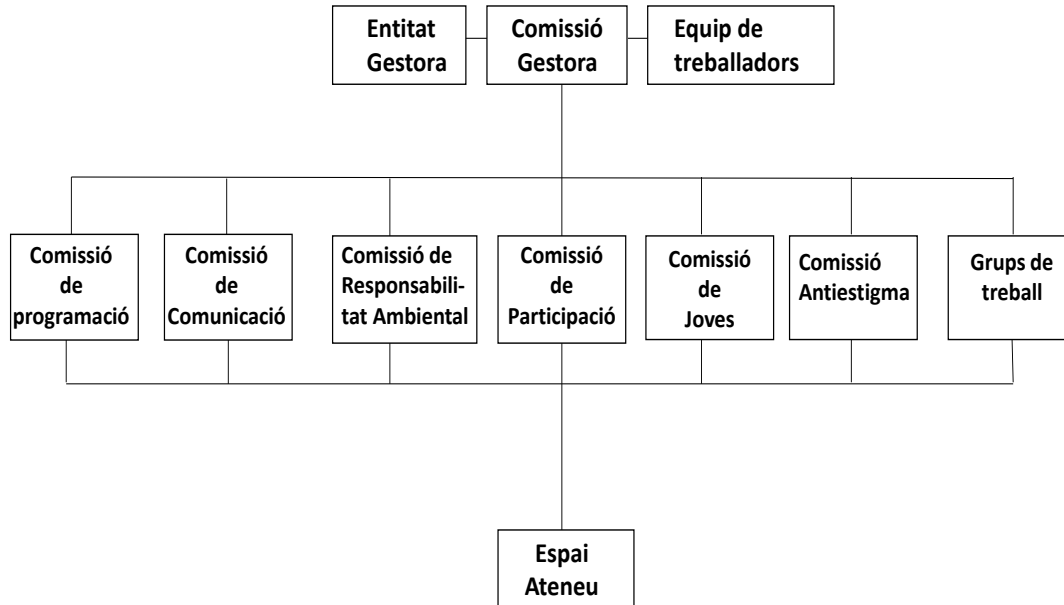 Entitat
Gestora
Comissió
Gestora
Equip de
treballadors
Comissió
de
programació
Comissió
de
Comunicació
Comissió de
Responsabili-
tat Ambiental
Comissió
de
Participació
Comissió
de
Joves
Comissió
Antiestigma
Grups de
treball
Espai
Ateneu